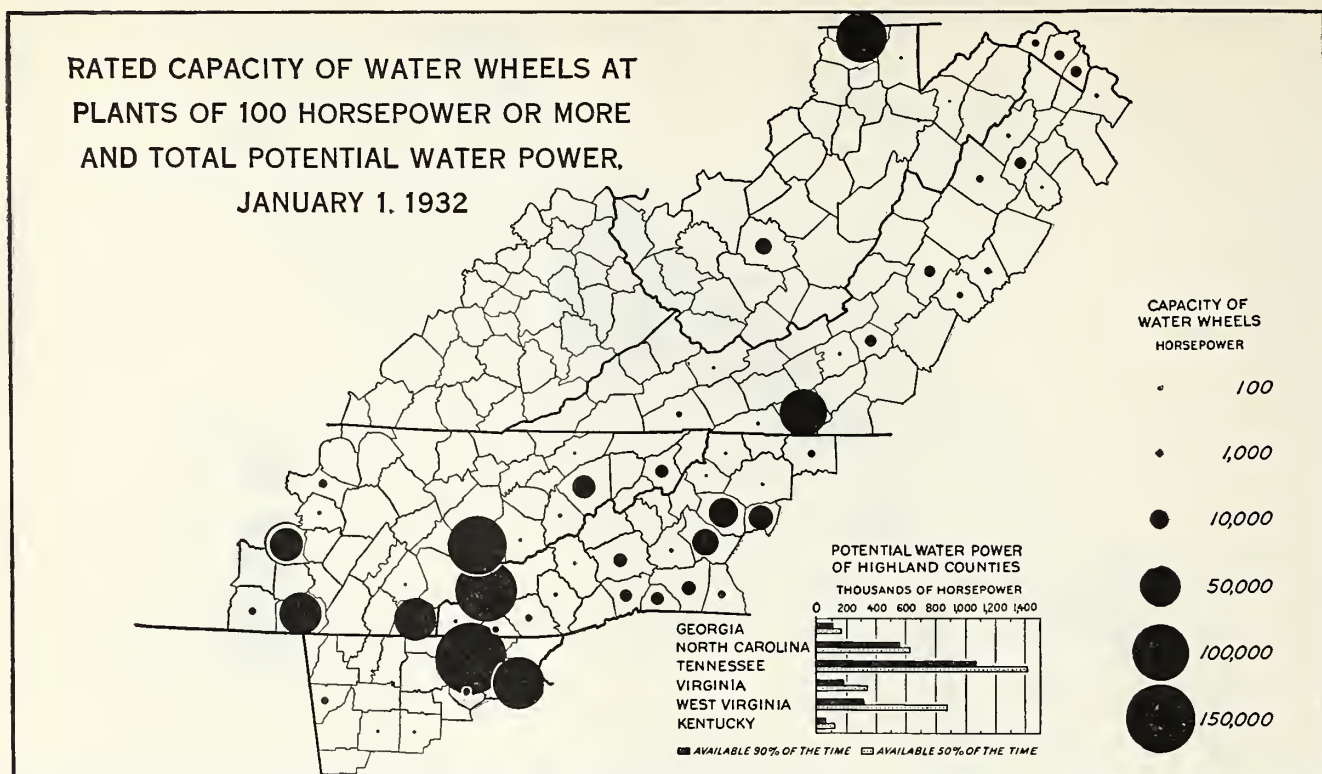 RATED CAPACITY OF WATER WHEELS AT
PLANTS OF 100 HORSEPOWER OR MORE
AND TOTAL POTENTIAL WATER POWER,
JANUARY 1, 1932
CAPACITY OF
WATER WHEELS
HORSEPOWER
100
1,000
10,000
50,000
100,000
150,000
POTENTIAL WATER POWER
OF HIGHLAND COUNTIES
THOUSANDS OF HORSEPOWER
0 200 400 600 800 1,000 1,200 1,400
GEORGIA
NORTH CAROLINA
TENNESSEE
VIRGINIA
WEST VIRGINIA
KENTUCKY
AVAILABLE 90% OF THE TIME AVAILABLE 50% OF THE TIME